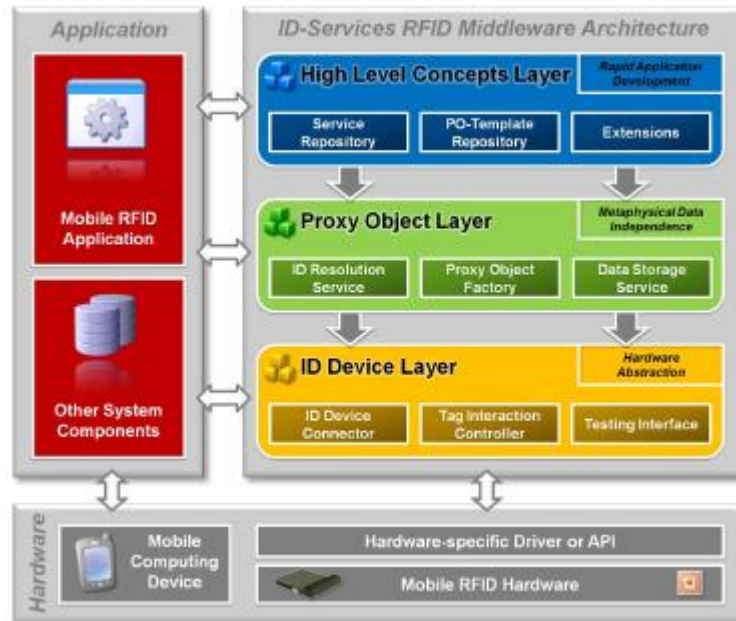 Application
Mobile RFID
Application
Other System
Components
ID-Services RFID Middleware Architecture
High Level Concepts Layer
Rapid Application
Development
Service
Repository
PO-Template
Repository
Extensions
Proxy Object Layer
Metaphysical Data
Independence
ID Resolution
Service
Proxy Object
Factory
Data Storage
Service
ID Device Layer
Hardware
Abstraction
ID Device
Connector
Tag Interaction
Controller
Testing Interface
Hardware
Mobile
Computing
Device
Hardware-specific Driver or API
Mobile RFID Hardware